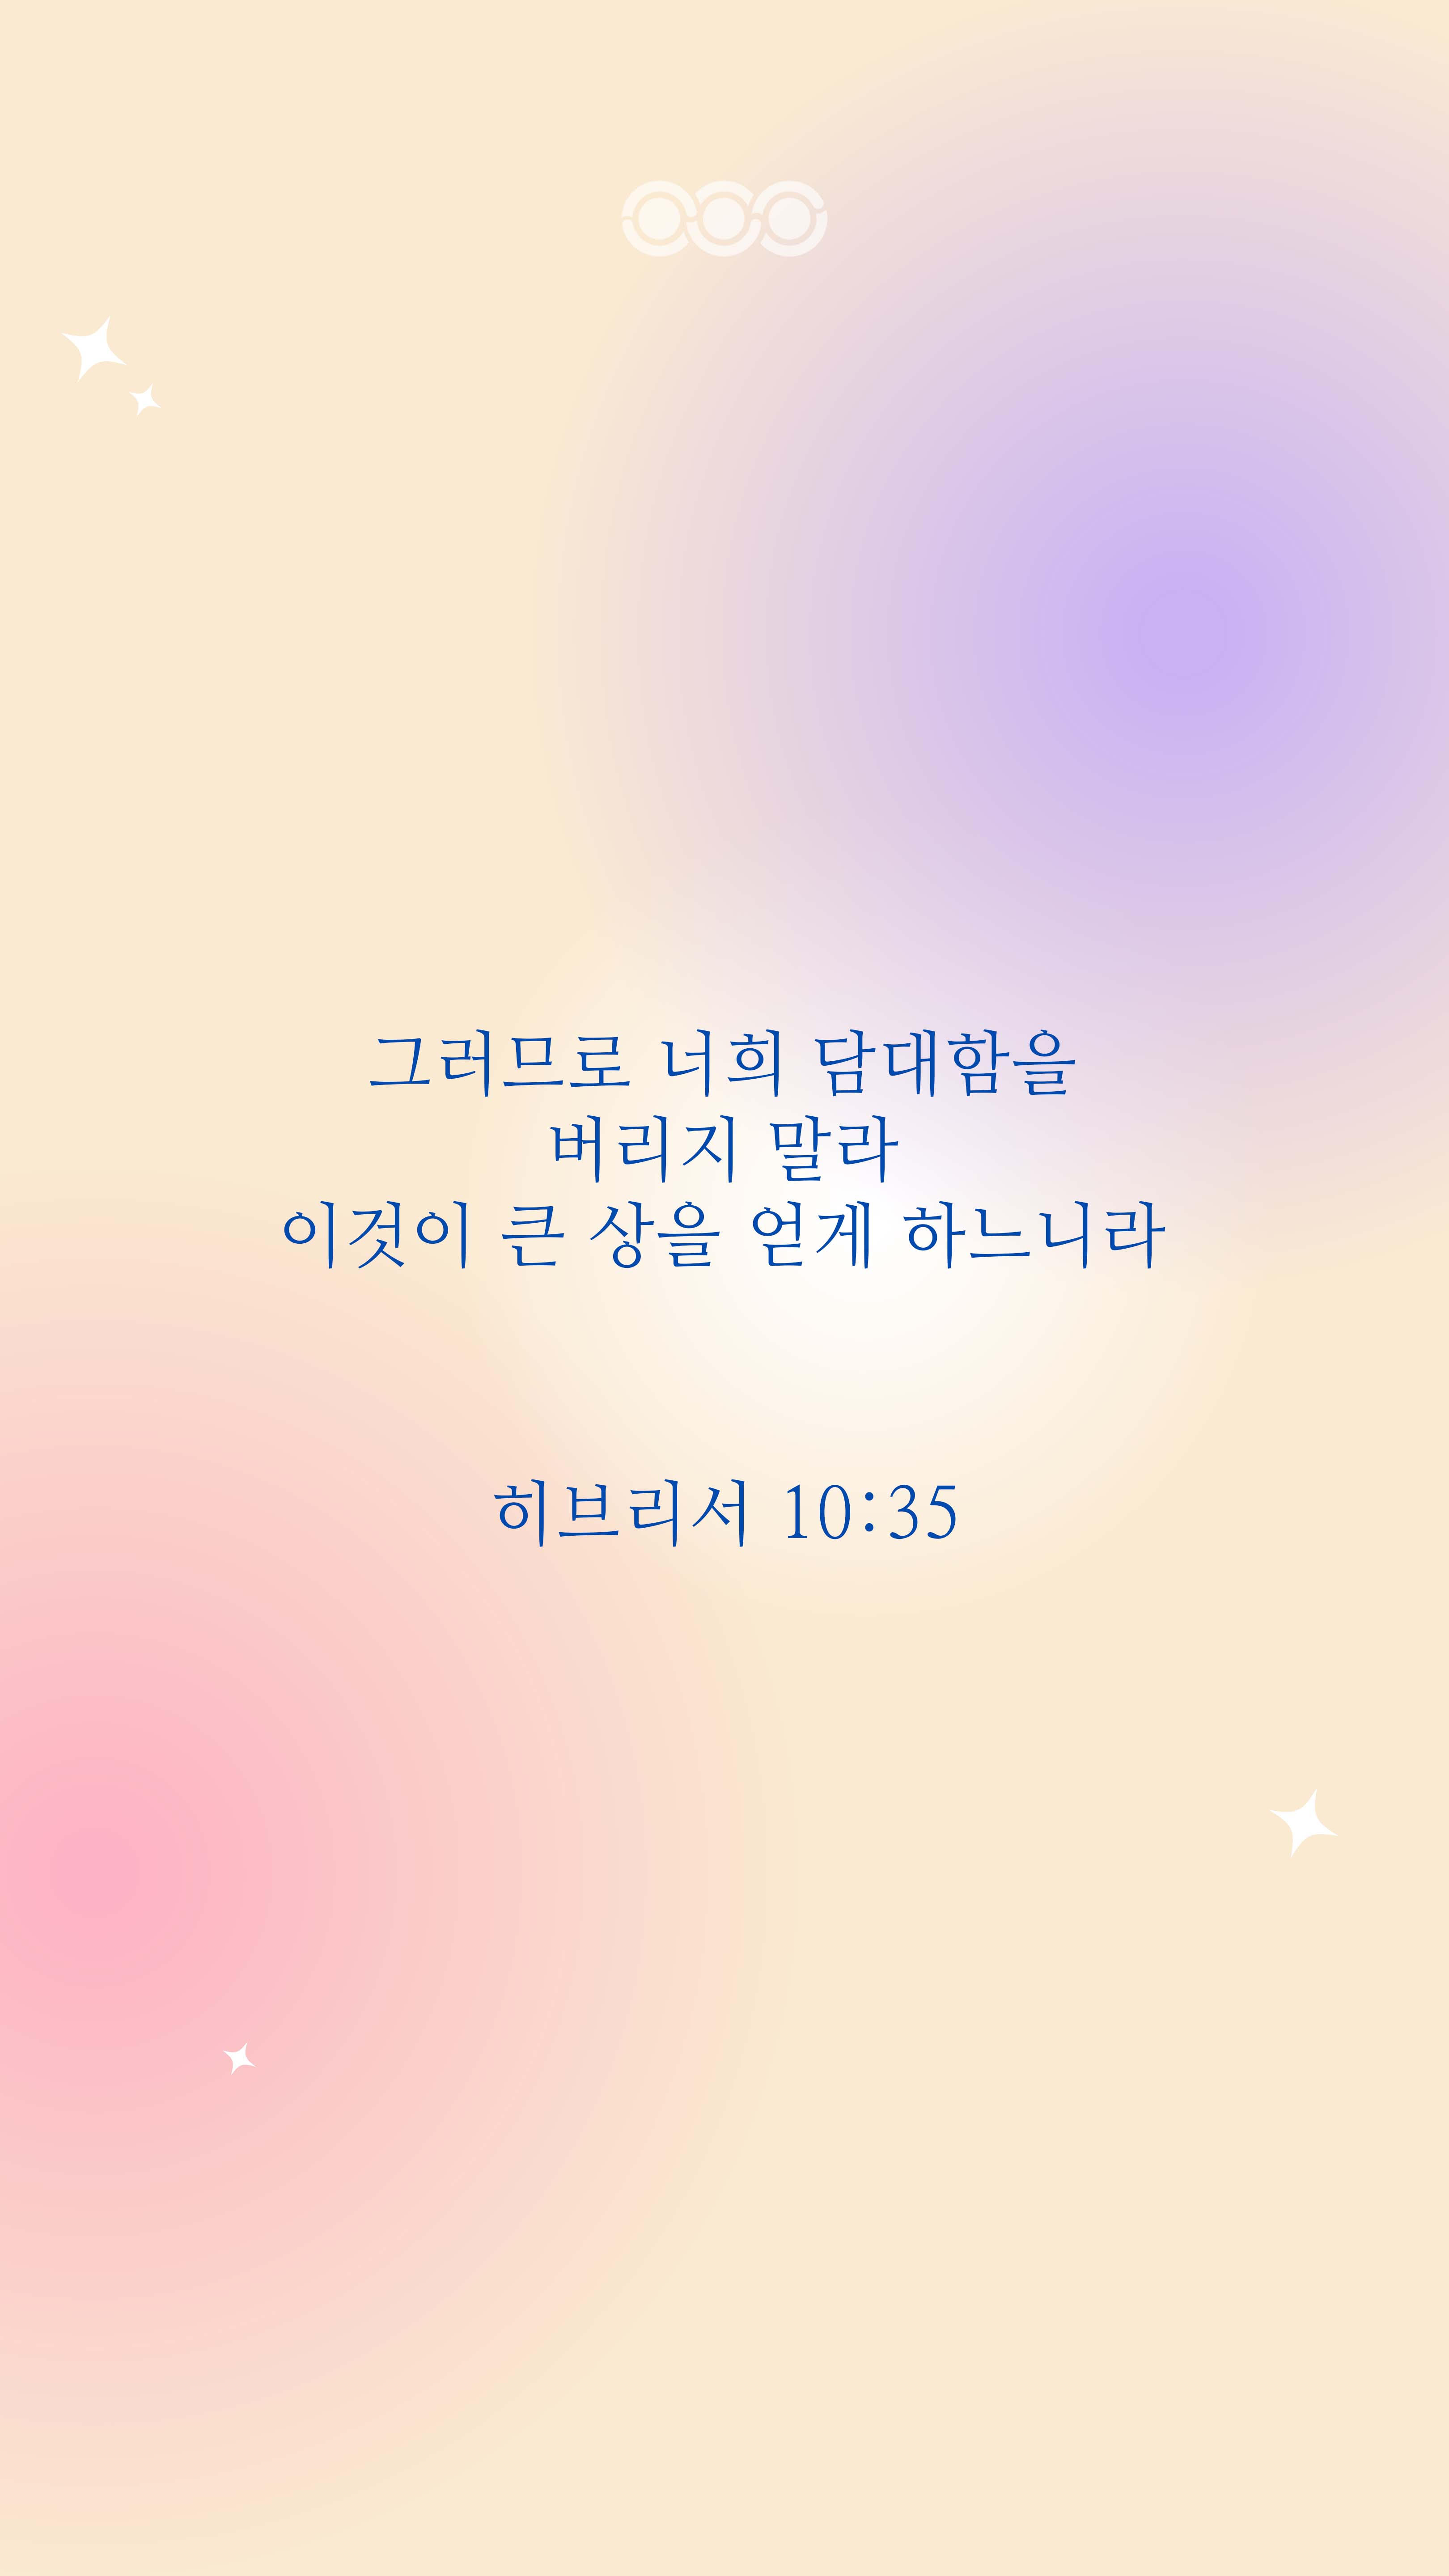 그러므로 너희 담대함을
버리지 말라
이것이 큰 상을 얻게 하느니라
히브리서 10:35